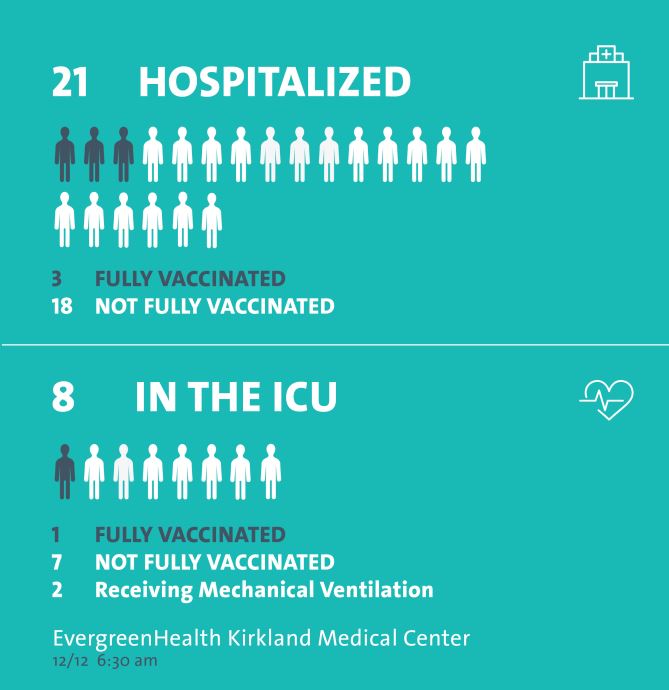 21 HOSPITALIZED
3 FULLY VACCINATED
18 NOT FULLY VACCINATED
8 IN THE ICU
1 FULLY VACCINATED
7 NOT FULLY VACCINATED
2 Receiving Mechanical Ventilation
EvergreenHealth Kirkland Medical Center
12/12 6:30 am